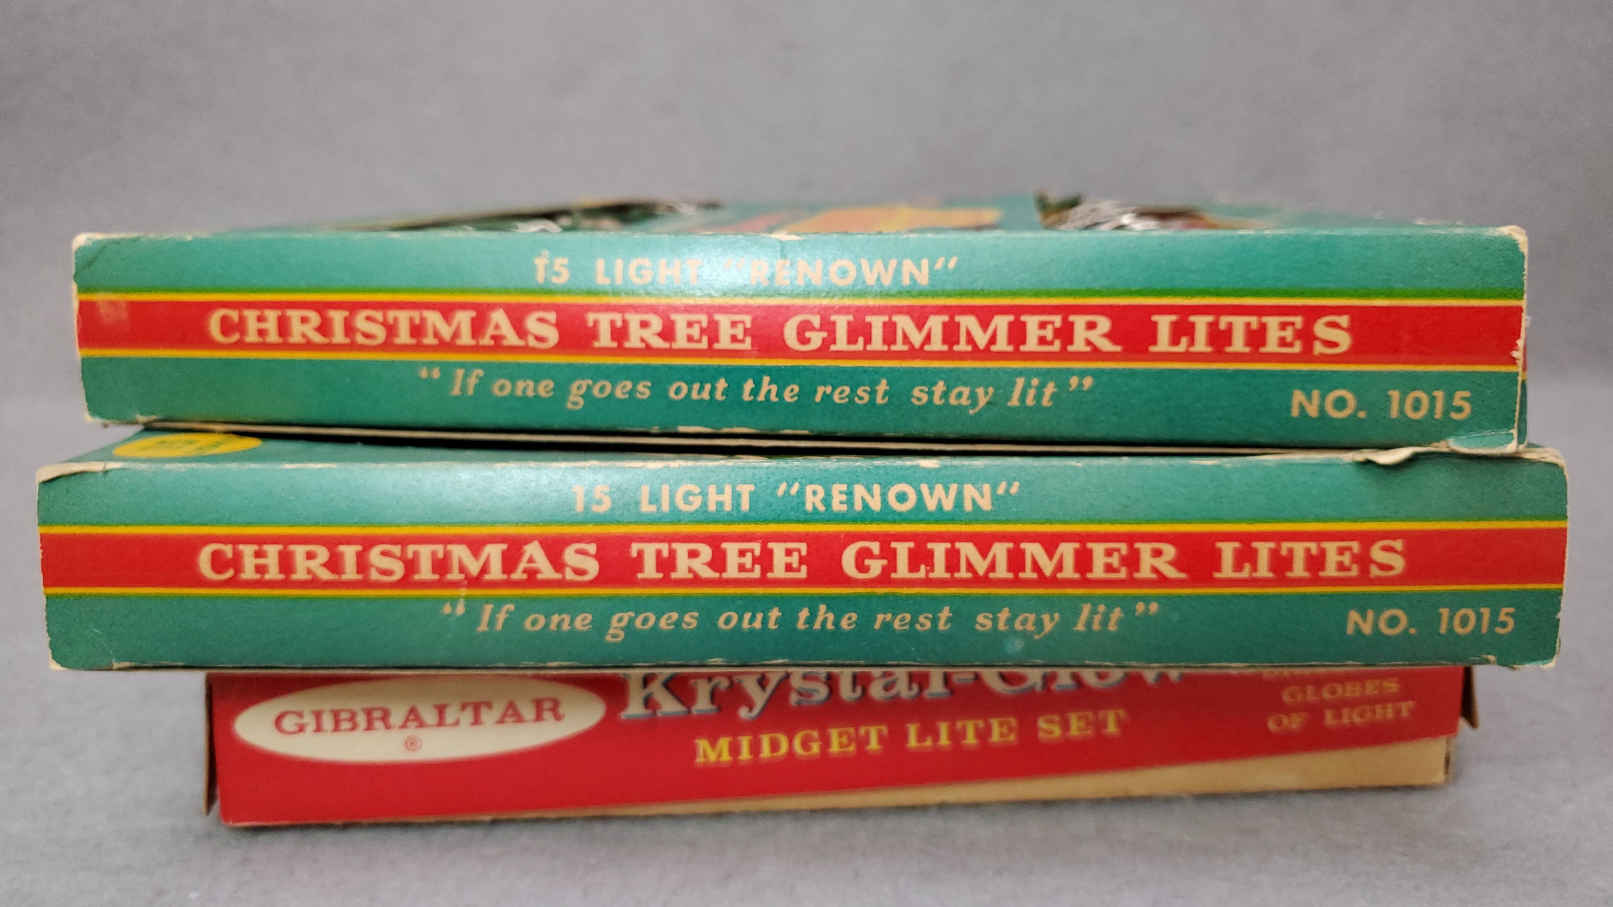 15 LIGHT "RENOWN"
CHRISTMAS TREE GLIMMER LITES
"If one goes out the rest stay lit"
NO. 1015
15 LIGHT "RENOWN"
CHRISTMAS TREE GLIMMER LITES
"If one goes out the rest stay lit"
NO. 1015
GIBRALTAR
®
Krystal-Glow
MIDGET LITE SET
GLOBES
OF LIGHT